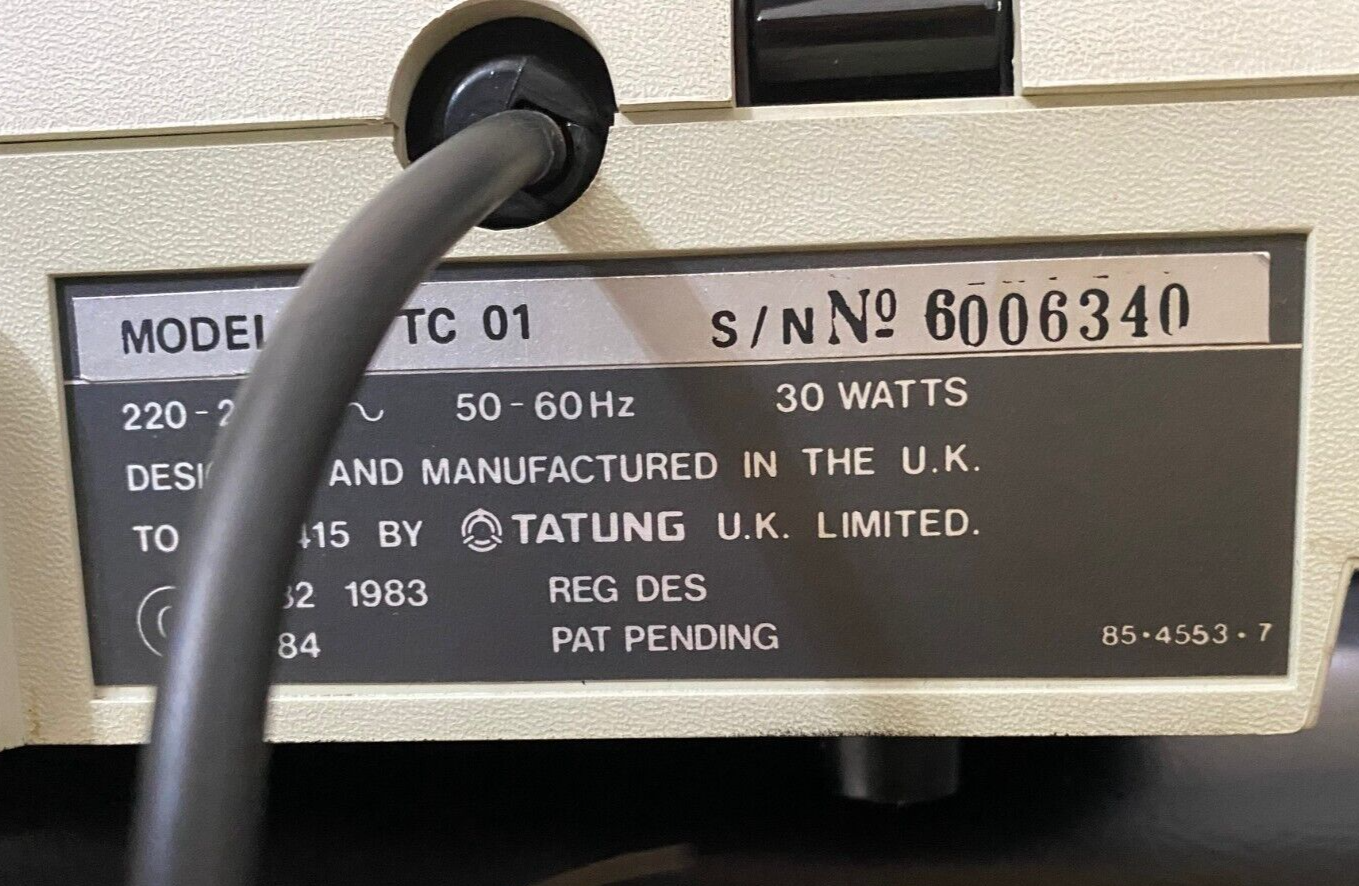 MODEL TC 01 S/N Nº 6006340
220 - 2 ∿ 50 - 60 Hz 30 WATTS
AND MANUFACTURED IN THE U.K.
TO 415 BY TATUNG U.K. LIMITED.
1983 REG DES
84 PAT PENDING 85·4553·7